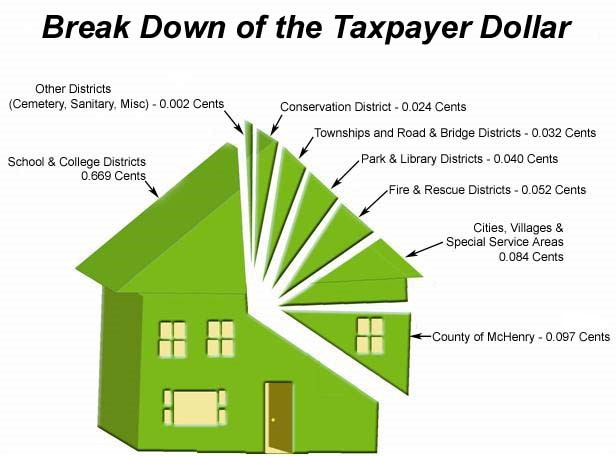 Break Down of the Taxpayer Dollar
Other Districts
(Cemetery, Sanitary, Misc) - 0.002 Cents
Conservation District - 0.024 Cents
Townships and Road & Bridge Districts - 0.032 Cents
School & College Districts
0.669 Cents
Park & Library Districts - 0.040 Cents
Fire & Rescue Districts - 0.052 Cents
Cities, Villages &
Special Service Areas
0.084 Cents
County of McHenry - 0.097 Cents